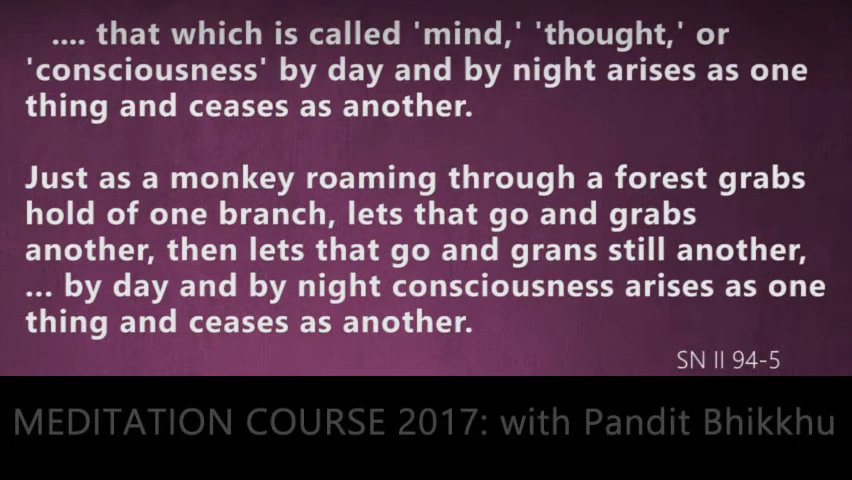 .... that which is called 'mind,' 'thought,' or
'consciousness' by day and by night arises as one
thing and ceases as another.
Just as a monkey roaming through a forest grabs
hold of one branch, lets that go and grabs
another, then lets that go and grans still another,
... by day and by night consciousness arises as one
thing and ceases as another.
SN II 94-5
MEDITATION COURSE 2017: with Pandit Bhikkhu